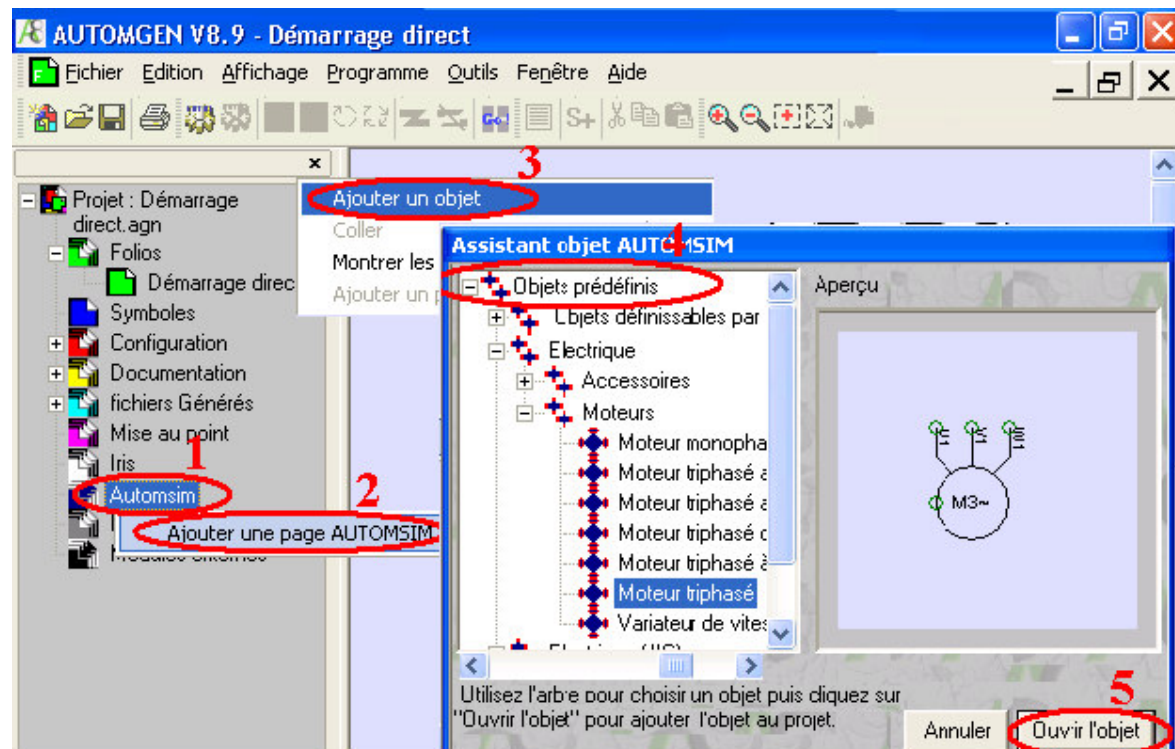 AUTOMGEN V8.9 - Démarrage direct
Fichier Edition Affichage Programme Outils Fenêtre Aide
Go!
S+
3
Projet : Démarrage
direct.agn
Folios
Démarrage direc
Symboles
Configuration
Documentation
fichiers Générés
Mise au point
Iris
1
Automsim
2
Ajouter une page AUTOMSIM
Ajouter un objet
Coller
Montrer les
Ajouter un
4
Assistant objet AUTOMSIM
Objets prédéfinis
Objets définissables par
Electrique
Accessoires
Moteurs
Moteur monopha
Moteur triphasé a
Moteur triphasé a
Moteur triphasé c
Moteur triphasé à
Moteur triphasé
Variateur de vites
Aperçu
M3~
Utilisez l'arbre pour choisir un objet puis cliquez sur
"Ouvrir l'objet" pour ajouter l'objet au projet.
5
Annuler
Ouvrir l'objet